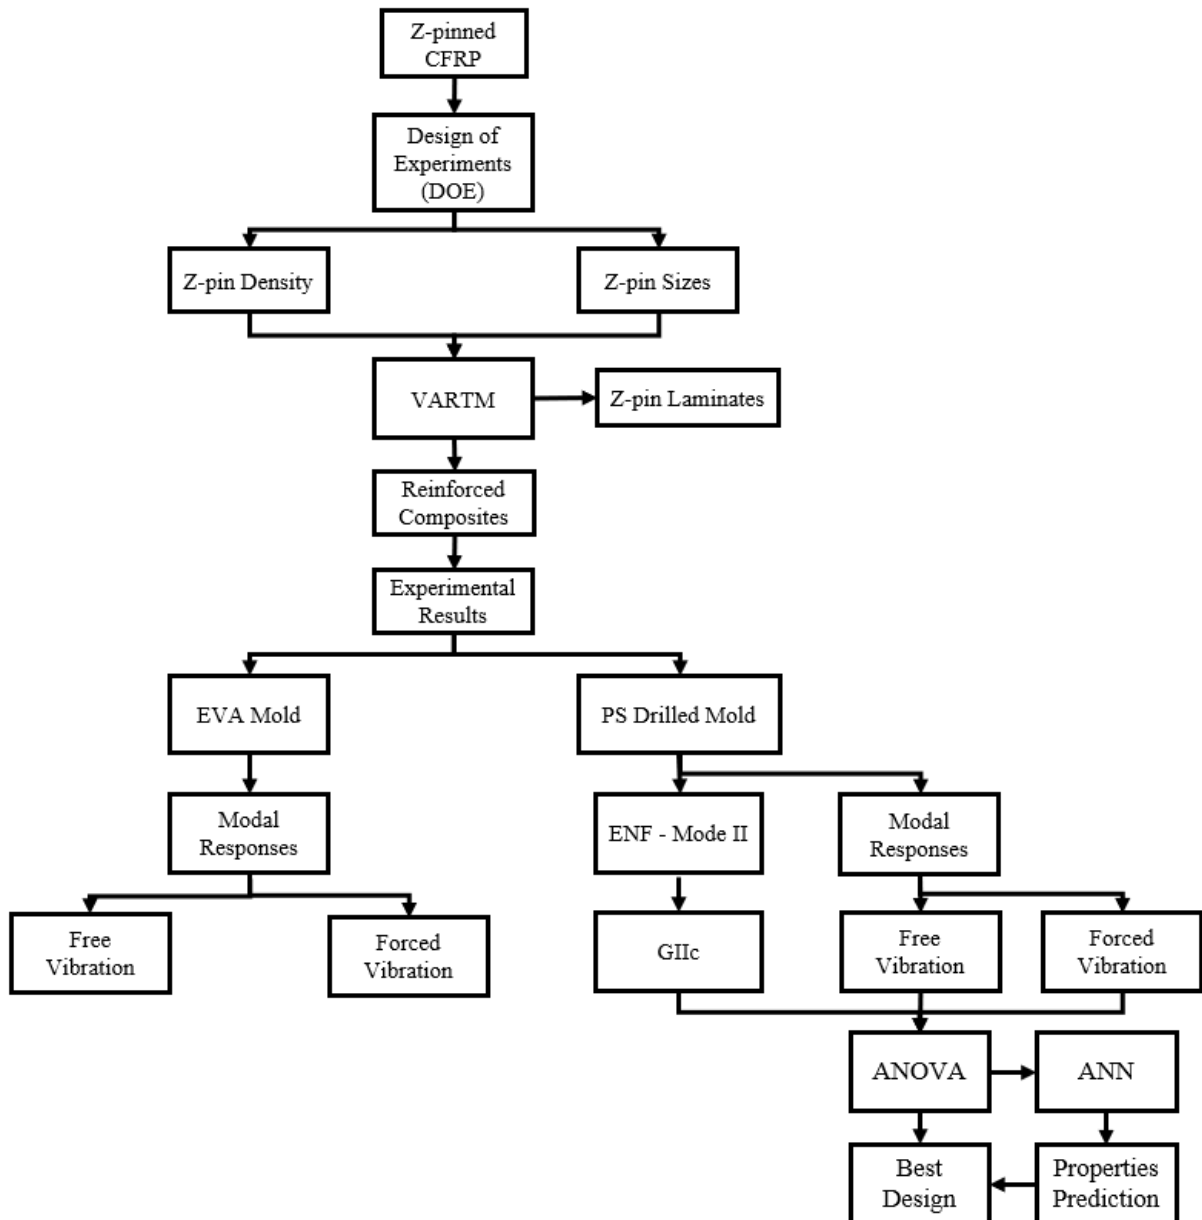 Z-pinned
CFRP
Design of
Experiments
(DOE)
Z-pin Density
Z-pin Sizes
VARTM
Z-pin Laminates
Reinforced
Composites
Experimental
Results
EVA Mold
PS Drilled Mold
Modal
Responses
ENF - Mode II
Modal
Responses
Free
Vibration
Forced
Vibration
GIIc
Free
Vibration
Forced
Vibration
ANOVA
ANN
Best
Design
Properties
Prediction